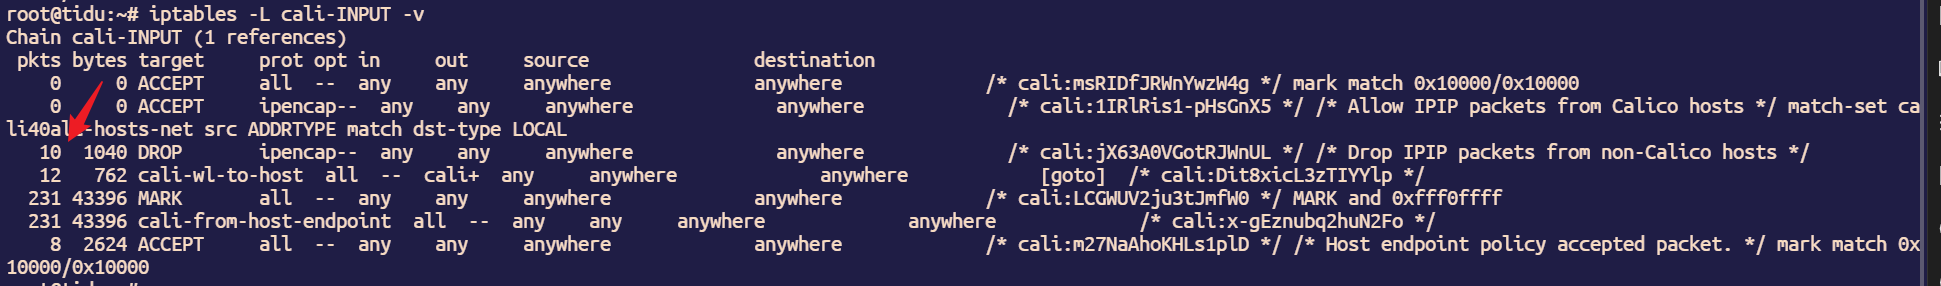 root@tidu:~# iptables -L cali-INPUT -v
Chain cali-INPUT (1 references)
 pkts bytes target     prot opt in     out     source               destination
    0     0 ACCEPT     all  --  any    any     anywhere             anywhere             /* cali:msRIDfJRWnYwzW4g */ mark match 0x10000/0x10000
    0     0 ACCEPT     ipencap--  any    any     anywhere             anywhere             /* cali:1IRlRis1-pHsGnX5 */ /* Allow IPIP packets from Calico hosts */ match-set ca
li40all-hosts-net src ADDRTYPE match dst-type LOCAL
   10  1040 DROP       ipencap--  any    any     anywhere             anywhere             /* cali:jX63A0VGotRJWnUL */ /* Drop IPIP packets from non-Calico hosts */
   12   762 cali-wl-to-host  all  --  cali+  any     anywhere             anywhere            [goto]  /* cali:Dit8xicL3zTIYYlp */
  231 43396 MARK       all  --  any    any     anywhere             anywhere             /* cali:LCGWUV2ju3tJmfW0 */ MARK and 0xfff0ffff
  231 43396 cali-from-host-endpoint  all  --  any    any     anywhere             anywhere             /* cali:x-gEznubq2huN2Fo */
    8  2624 ACCEPT     all  --  any    any     anywhere             anywhere             /* cali:m27NaAhoKHLs1plD */ /* Host endpoint policy accepted packet. */ mark match 0x
10000/0x10000